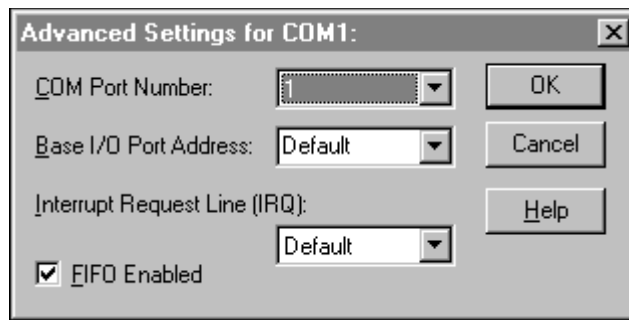 Advanced Settings for COM1:
COM Port Number: 1 OK
Base I/O Port Address: Default Cancel
Interrupt Request Line (IRQ): Help
Default
FIFO Enabled